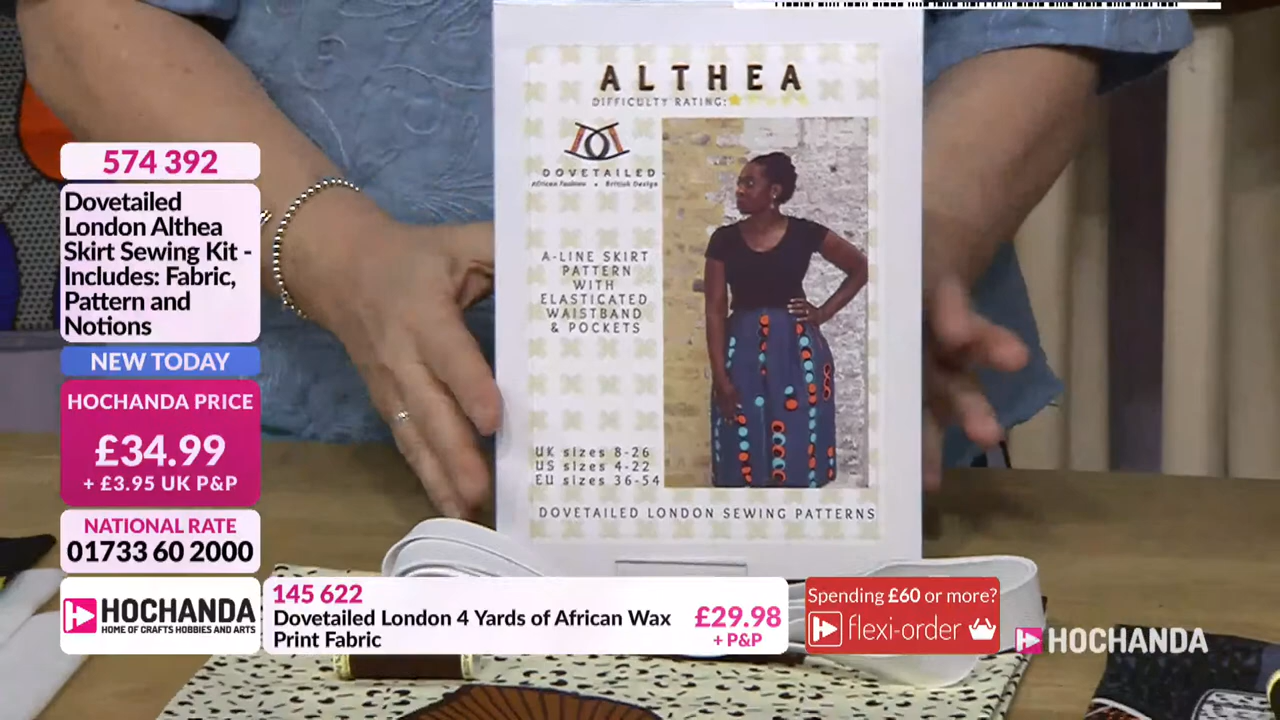 574 392
Dovetailed
London Althea
Skirt Sewing Kit -
Includes: Fabric,
Pattern and
Notions
NEW TODAY
HOCHANDA PRICE
£34.99
+ £3.95 UK P&P
NATIONAL RATE
01733 60 2000
HOCHANDA
HOME OF CRAFTS HOBBIES AND ARTS
ALTHEA
DIFFICULTY RATING:
DOVETAILED
African Fashion • British Design
A-LINE SKIRT
PATTERN
WITH
ELASTICATED
WAISTBAND
& POCKETS
UK sizes 8-26
US sizes 4-22
EU sizes 36-54
DOVETAILED LONDON SEWING PATTERNS
145 622
Dovetailed London 4 Yards of African Wax
Print Fabric
£29.98
+ P&P
Spending £60 or more?
flexi-order
HOCHANDA